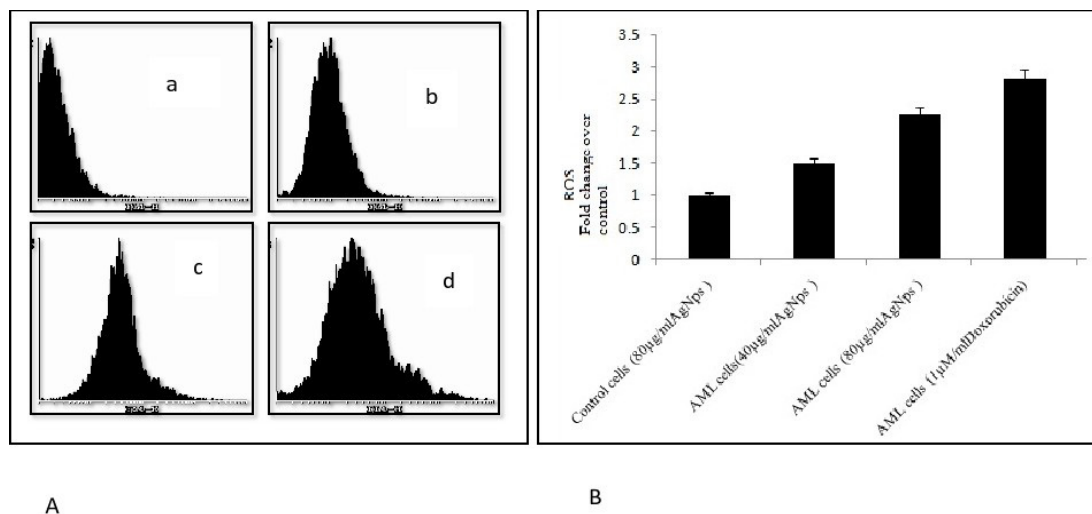 a
b
c
d
3.5
3
2.5
2
1.5
1
0.5
0
ROS
Fold change over
control
Control cells (80µg/mlAgNps )
AML cells(40µg/mlAgNps )
AML cells (80µg/mlAgNps )
AML cells (1µM/mlDoxorubicin)
A
B